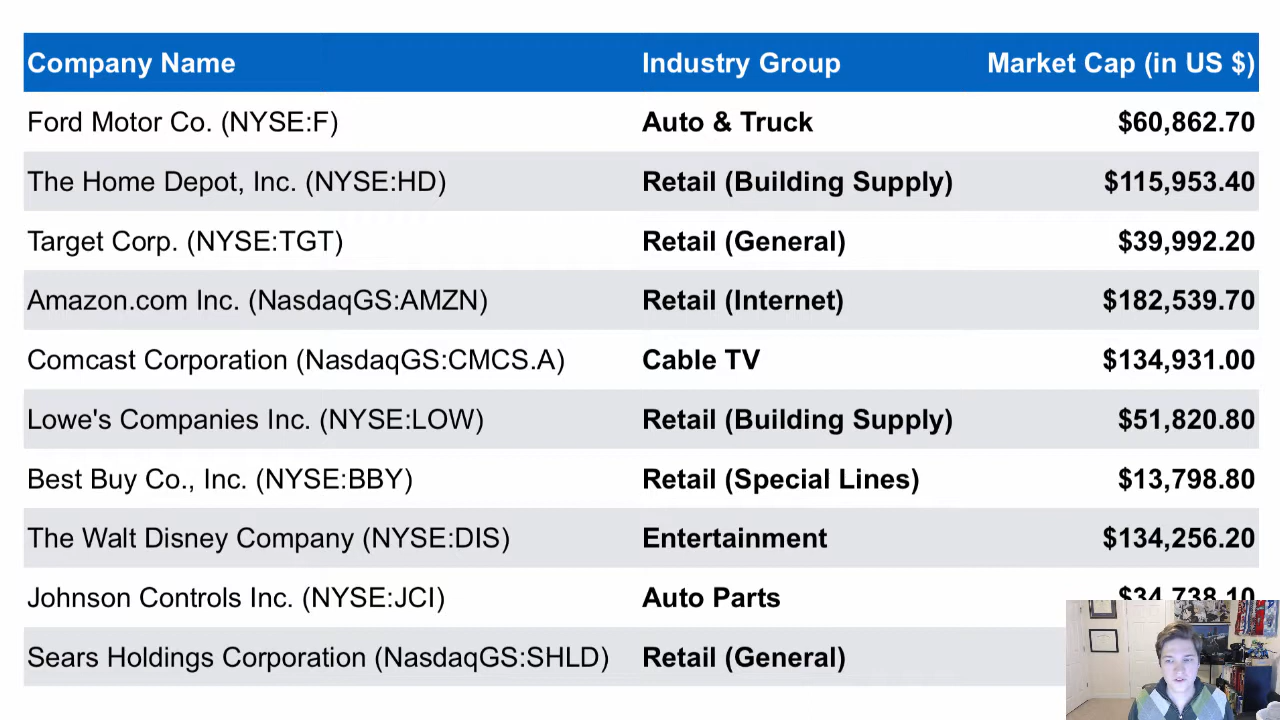 Company Name Industry Group Market Cap (in US $)
Ford Motor Co. (NYSE:F) Auto & Truck $60,862.70
The Home Depot, Inc. (NYSE:HD) Retail (Building Supply) $115,953.40
Target Corp. (NYSE:TGT) Retail (General) $39,992.20
Amazon.com Inc. (NasdaqGS:AMZN) Retail (Internet) $182,539.70
Comcast Corporation (NasdaqGS:CMCS.A) Cable TV $134,931.00
Lowe's Companies Inc. (NYSE:LOW) Retail (Building Supply) $51,820.80
Best Buy Co., Inc. (NYSE:BBY) Retail (Special Lines) $13,798.80
The Walt Disney Company (NYSE:DIS) Entertainment $134,256.20
Johnson Controls Inc. (NYSE:JCI) Auto Parts $34,738.10
Sears Holdings Corporation (NasdaqGS:SHLD) Retail (General)